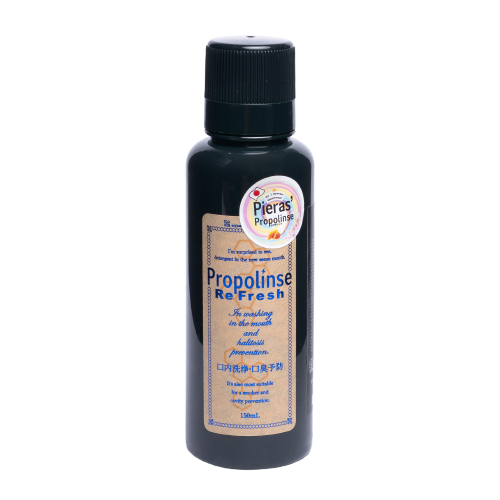 Pieras'
Propolinse
I'm surprised to see,
detergent in the raw same mouth.
Propolinse
Re Fresh
In washing
in the mouth
and
halitosis
prevention.
口内洗浄・口臭予防
It's also most suitable
for a smoker and
cavity prevention.
150mL